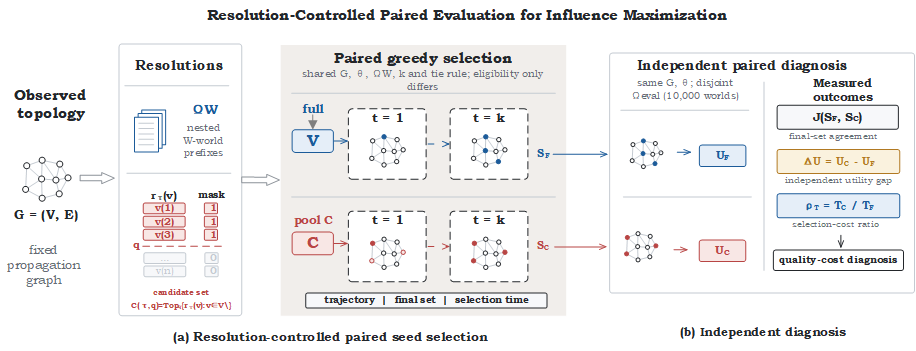 Resolution-Controlled Paired Evaluation for Influence Maximization
Observed
topology
G = (V, E)
fixed
propagation
graph
Resolutions
ΩW
nested
W-world
prefixes
r τ(v) mask
v(1) 1
v(2) 1
v(3) 1
q
... 0
v(n) 0
candidate set
Paired greedy selection
shared G, θ, ΩW, k and tie rule; eligibility only
differs
full
V
t = 1
t = k
S_F
pool C
C
t = 1
t = k
S_C
trajectory | final set | selection time
(a) Resolution-controlled paired seed selection
Independent paired diagnosis
same G, θ; disjoint
Ωeval (10,000 worlds)
U_F
U_C
Measured
outcomes
J(S_F, S_C)
final-set agreement
ΔU = U_C - U_F
independent utility gap
ρ_T = T_C / T_F
selection-cost ratio
quality-cost diagnosis
(b) Independent diagnosis